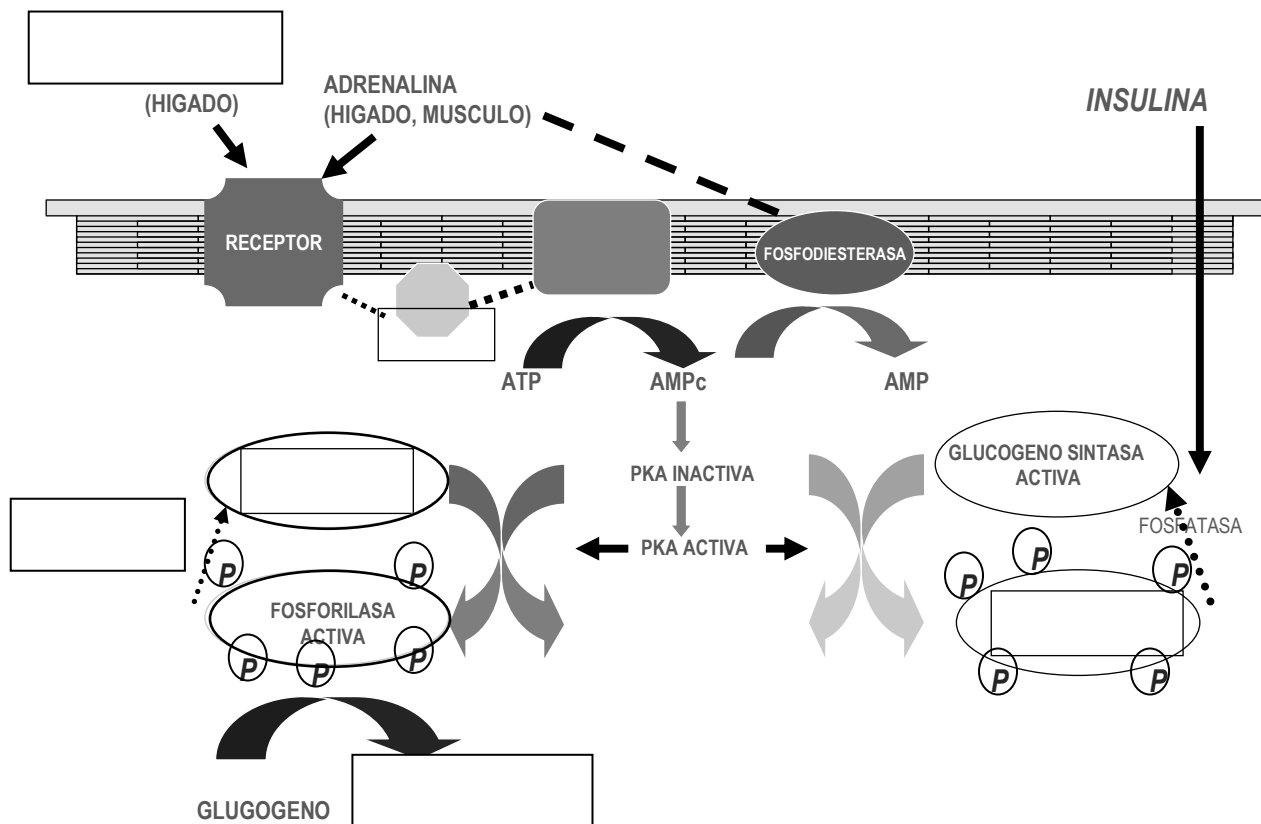 ADRENALINA
(HIGADO, MUSCULO)
(HIGADO)
INSULINA
RECEPTOR
FOSFODIESTERASA
ATP
AMPc
AMP
PKA INACTIVA
PKA ACTIVA
GLUCOGENO SINTASA
ACTIVA
FOSFATASA
P
P
P
P
P
FOSFORILASA
ACTIVA
P
P
P
P
P
GLUGOGENO